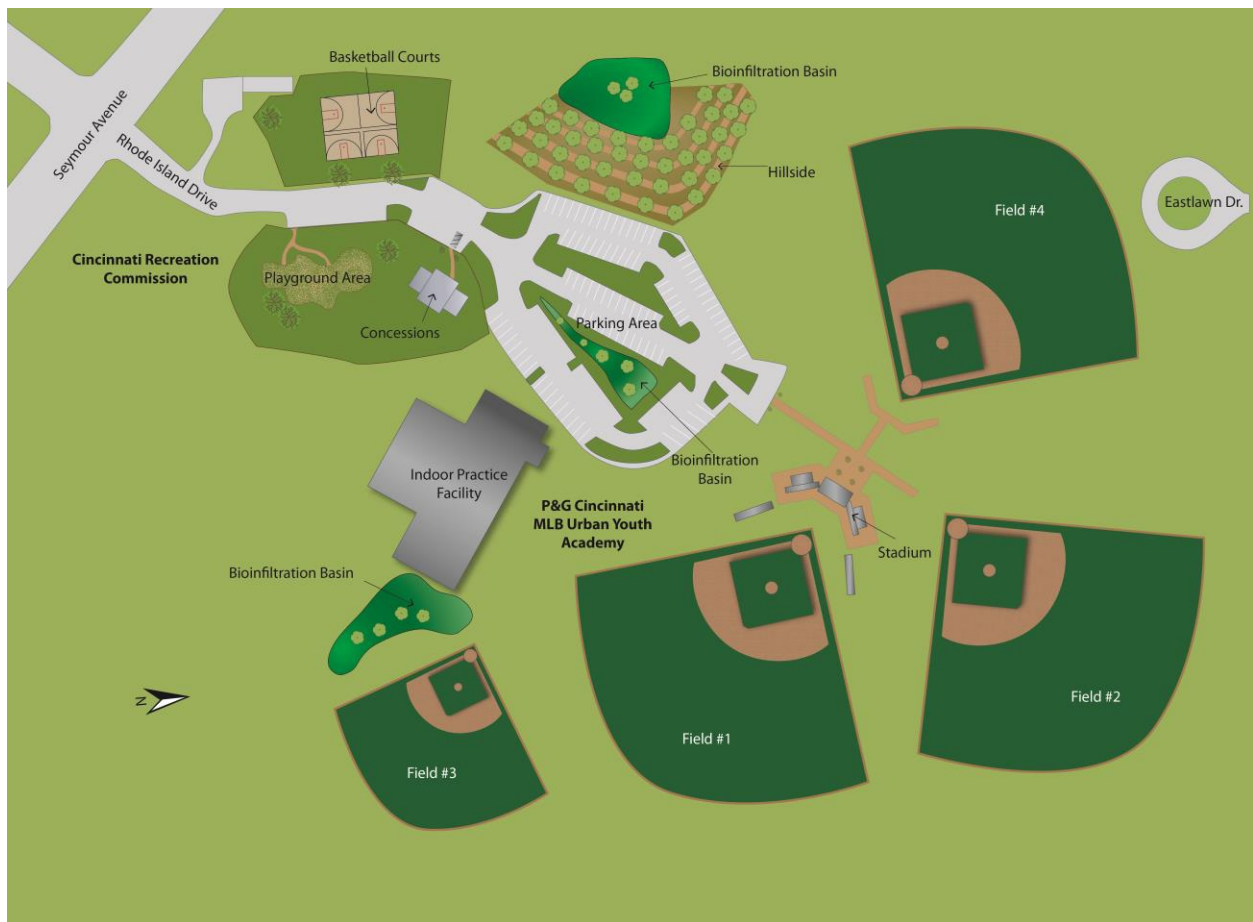 Basketball Courts
Bioinfiltration Basin
Seymour Avenue
Rhode Island Drive
Hillside
Eastlawn Dr.
Field #4
Cincinnati Recreation
Commission
Playground Area
Concessions
Parking Area
Bioinfiltration
Basin
Indoor Practice
Facility
P&G Cincinnati
MLB Urban Youth
Academy
Stadium
Bioinfiltration Basin
Field #2
Field #1
Field #3
N